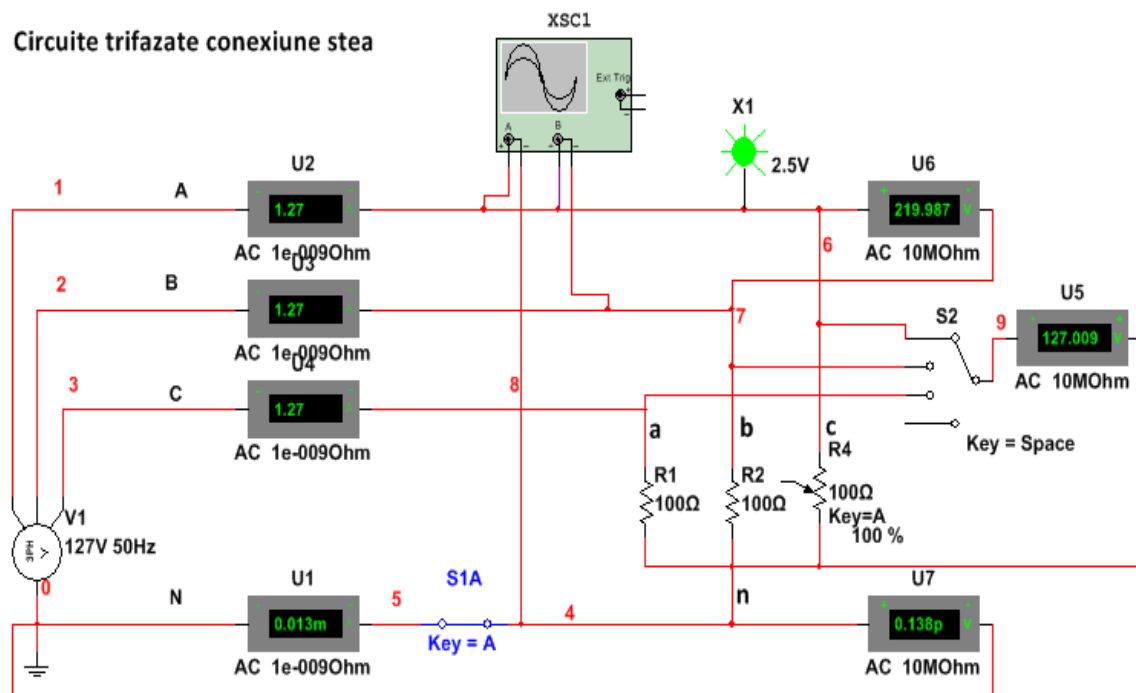 XSC1
Circuite trifazate conexiune stea
Ext Trig
+
−
A
B
+ −
− −
X1
2.5V
U2
1
A
1.27
AC 1e-009Ohm
U6
+ -
219.987 V
AC 10MOhm
6
U3
2
B
1.27
AC 1e-009Ohm
7
S2
9
U5
- +
127.009 V
AC 10MOhm
U4
3
C
1.27
AC 1e-009Ohm
8
Key = Space
a
b
c
R1
100Ω
R2
100Ω
R4
100Ω
Key=A
100 %
V1
3PH
127V 50Hz
0
N
U1
0.013m
AC 1e-009Ohm
5
S1A
Key = A
4
n
U7
+ -
0.138p V
AC 10MOhm